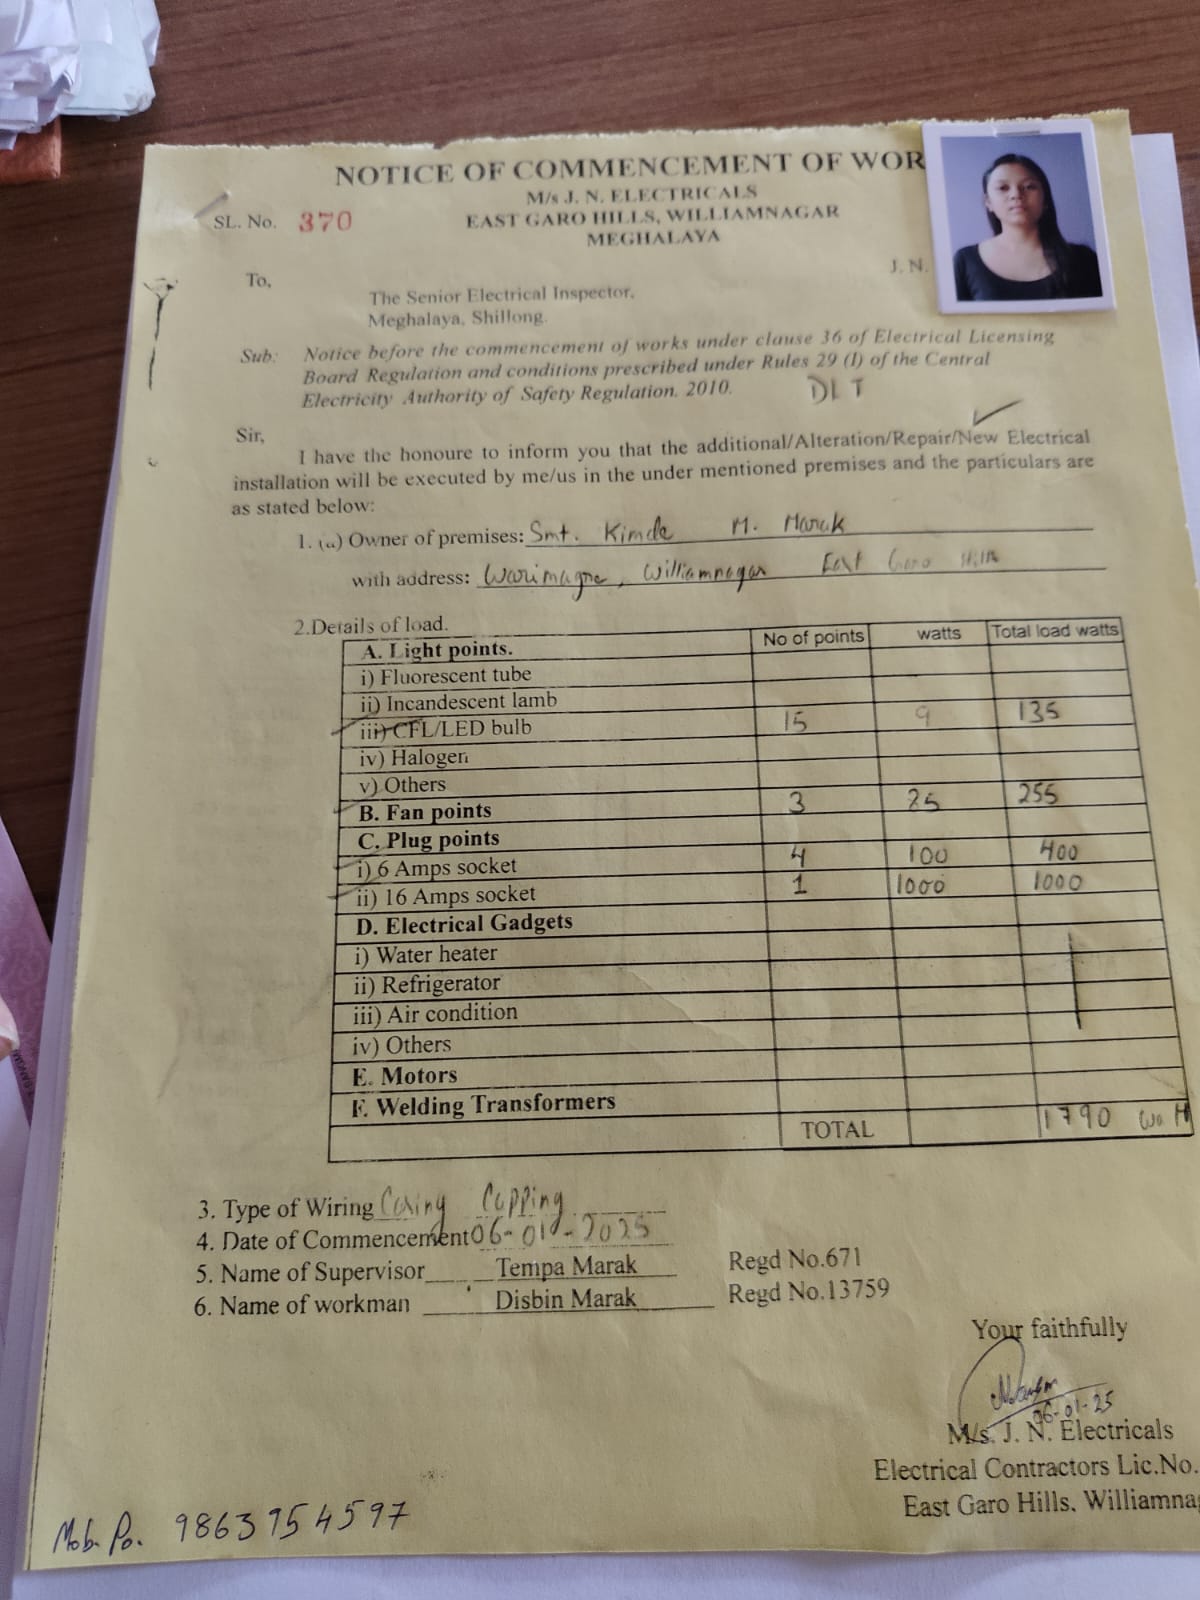 NOTICE OF COMMENCEMENT OF WOR
M/s J. N. ELECTRICALS
SL. No. 370
EAST GARO HILLS, WILLIAMNAGAR
MEGHALAYA
J. N.
To,
The Senior Electrical Inspector,
Meghalaya, Shillong.
Sub: Notice before the commencement of works under clause 36 of Electrical Licensing
Board Regulation and conditions prescribed under Rules 29 (I) of the Central
Electricity Authority of Safety Regulation. 2010.
DLT
Sir,
I have the honoure to inform you that the additional/Alteration/Repair/New Electrical
installation will be executed by me/us in the under mentioned premises and the particulars are
as stated below:
1. (a) Owner of premises: Smt. Kimde M. Marak
with address: Warimagre, Williamnagar East Garo Hills
2.Details of load.
No of points watts Total load watts
A. Light points.
i) Fluorescent tube
ii) Incandescent lamb
iii) CFL/LED bulb 15 9 135
iv) Halogen
v) Others
B. Fan points 3 85 255
C. Plug points
i) 6 Amps socket 4 100 400
ii) 16 Amps socket 1 1000 1000
D. Electrical Gadgets
i) Water heater
ii) Refrigerator
iii) Air condition
iv) Others
E. Motors
F. Welding Transformers
TOTAL 1790
3. Type of Wiring Casing Capping
4. Date of Commencement 06-01-2025
5. Name of Supervisor Tempa Marak Regd No.671
6. Name of workman Disbin Marak Regd No.13759
Your faithfully
06-01-25
M/s. J. N. Electricals
Electrical Contractors Lic.No.
East Garo Hills, Williamna
Mob. Po. 9863954597